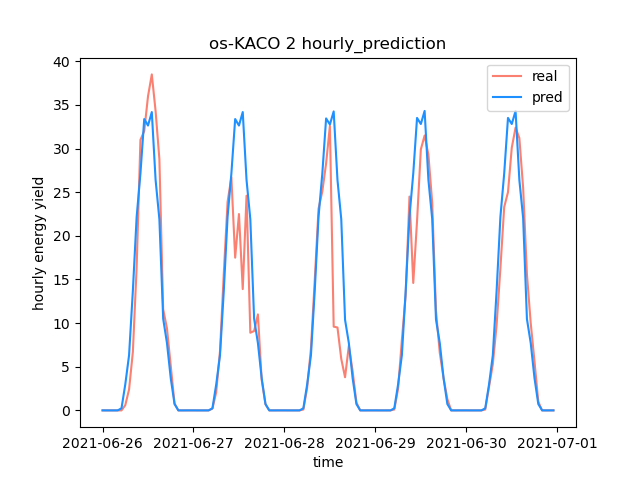 os-KACO 2 hourly_prediction
real
pred
hourly energy yield
40
35
30
25
20
15
10
5
0
2021-06-26 2021-06-27 2021-06-28 2021-06-29 2021-06-30 2021-07-01
time